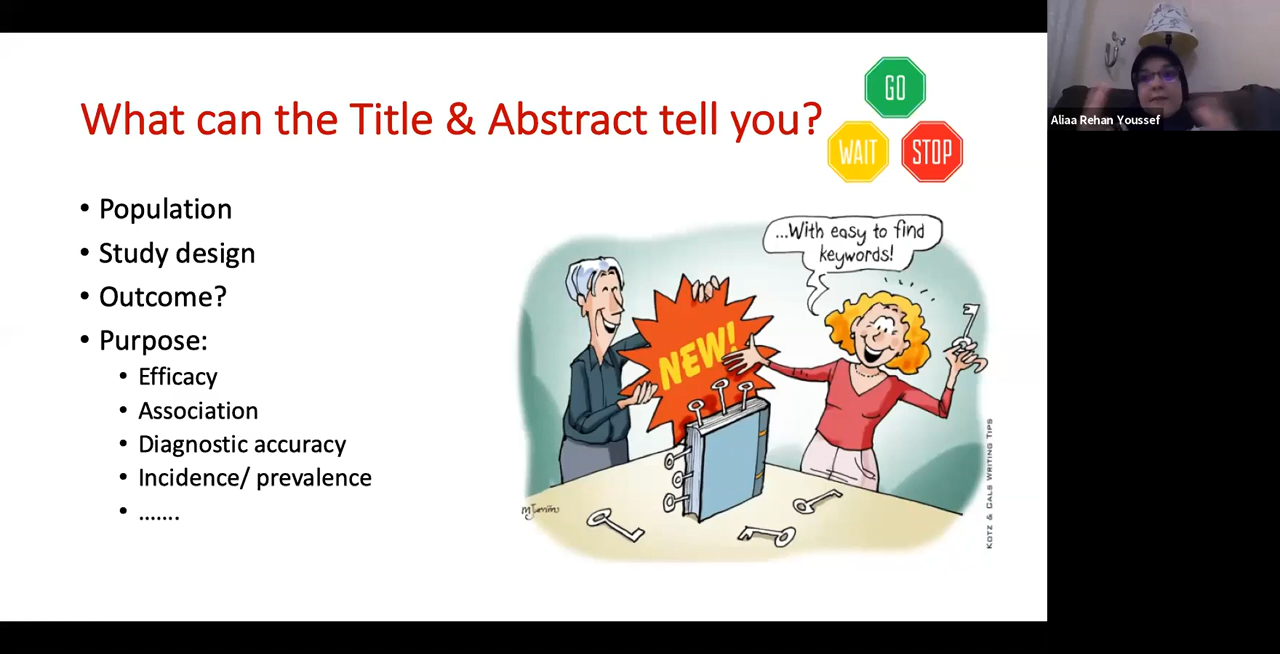 What can the Title & Abstract tell you?
GO
WAIT
STOP
• Population
• Study design
• Outcome?
• Purpose:
• Efficacy
• Association
• Diagnostic accuracy
• Incidence/ prevalence
• …….
...With easy to find
keywords!
NEW!
KOTZ & CALS WRITING TIPS
Aliaa Rehan Youssef